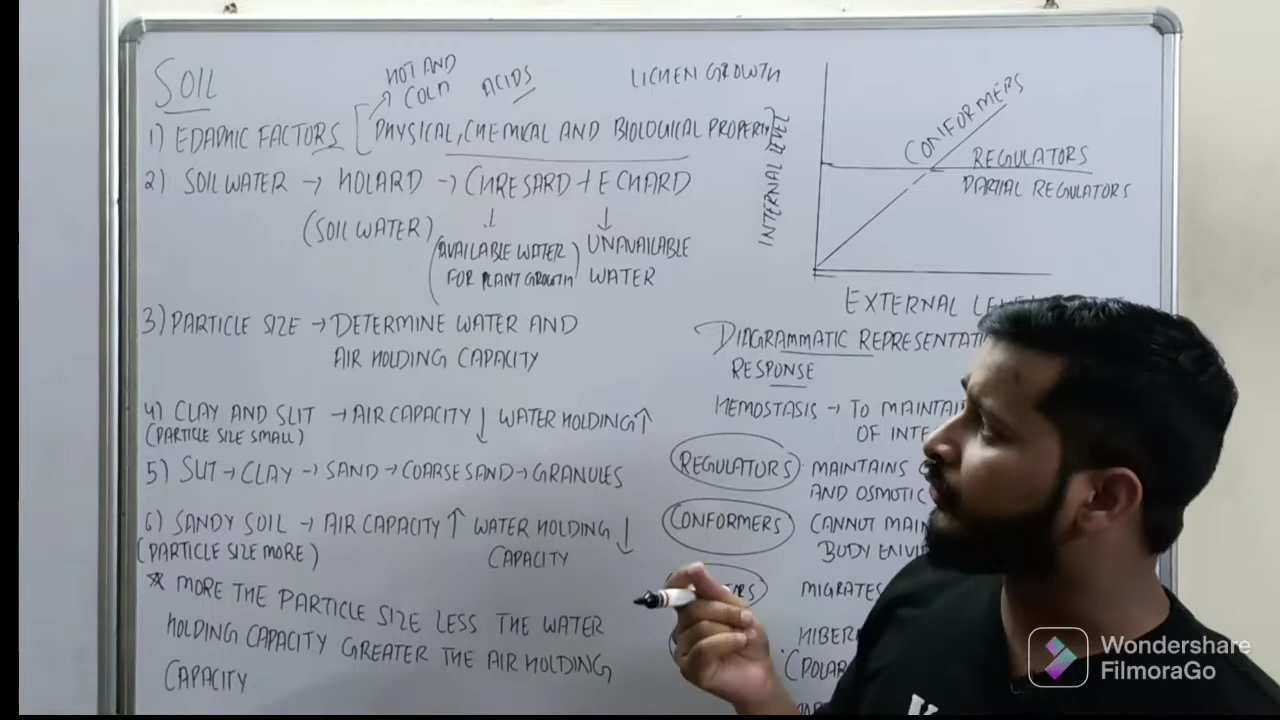 SOIL
HOT AND
COLD
ACIDS
1) EDAPHIC FACTORS [PHYSICAL, CHEMICAL AND BIOLOGICAL PROPERTY]
2) SOIL WATER → HOLARD → CHRESARD + ECHARD
(SOIL WATER)
(AVAILABLE WATER
FOR PLANT GROWTH)
UNAVAILABLE
WATER
3) PARTICLE SIZE → DETERMINE WATER AND
AIR HOLDING CAPACITY
4) CLAY AND SLIT → AIR CAPACITY ↓ WATER HOLDING ↑
(PARTICLE SIZE SMALL)
5) SLIT → CLAY → SAND → COARSE SAND → GRANULES
6) SANDY SOIL → AIR CAPACITY ↑ WATER HOLDING ↓
CAPACITY
(PARTICLE SIZE MORE)
* MORE THE PARTICLE SIZE LESS THE WATER
HOLDING CAPACITY GREATER THE AIR HOLDING
CAPACITY
LICHEN GROWTH
INTERNAL LEVEL
CONFORMERS
REGULATORS
PARTIAL REGULATORS
EXTERNAL LEVE
DIAGRAMMATIC REPRESENTATI
RESPONSE
HEMOSTASIS → TO MAINTAI
OF INTE
REGULATORS MAINTAINS
AND OSMOTIC
CONFORMERS CANNOT MAIN
BODY ENVI
MIGRATES
HIBER
(POLAR
Wondershare
FilmoraGo